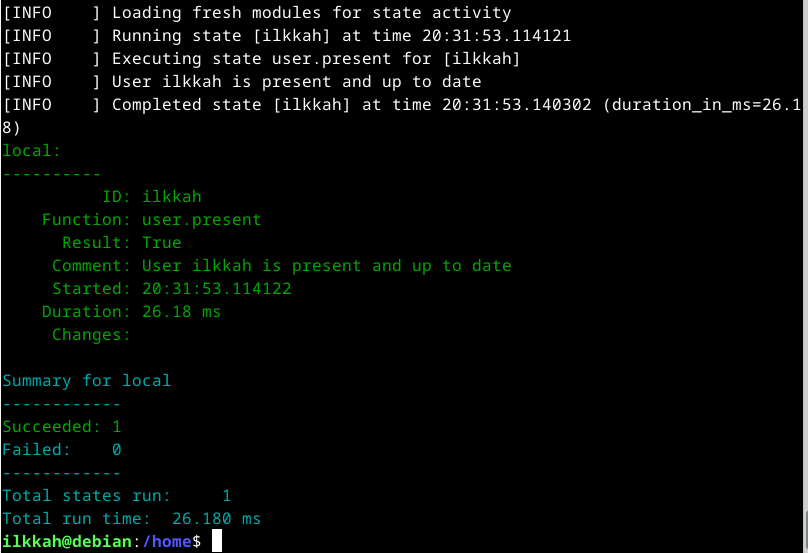 [INFO    ] Loading fresh modules for state activity
[INFO    ] Running state [ilkkah] at time 20:31:53.114121
[INFO    ] Executing state user.present for [ilkkah]
[INFO    ] User ilkkah is present and up to date
[INFO    ] Completed state [ilkkah] at time 20:31:53.140302 (duration_in_ms=26.1
8)
local:
----------
          ID: ilkkah
    Function: user.present
      Result: True
     Comment: User ilkkah is present and up to date
     Started: 20:31:53.114122
    Duration: 26.18 ms
     Changes:

Summary for local
------------
Succeeded: 1
Failed:    0
------------
Total states run:     1
Total run time:  26.180 ms
ilkkah@debian:/home$